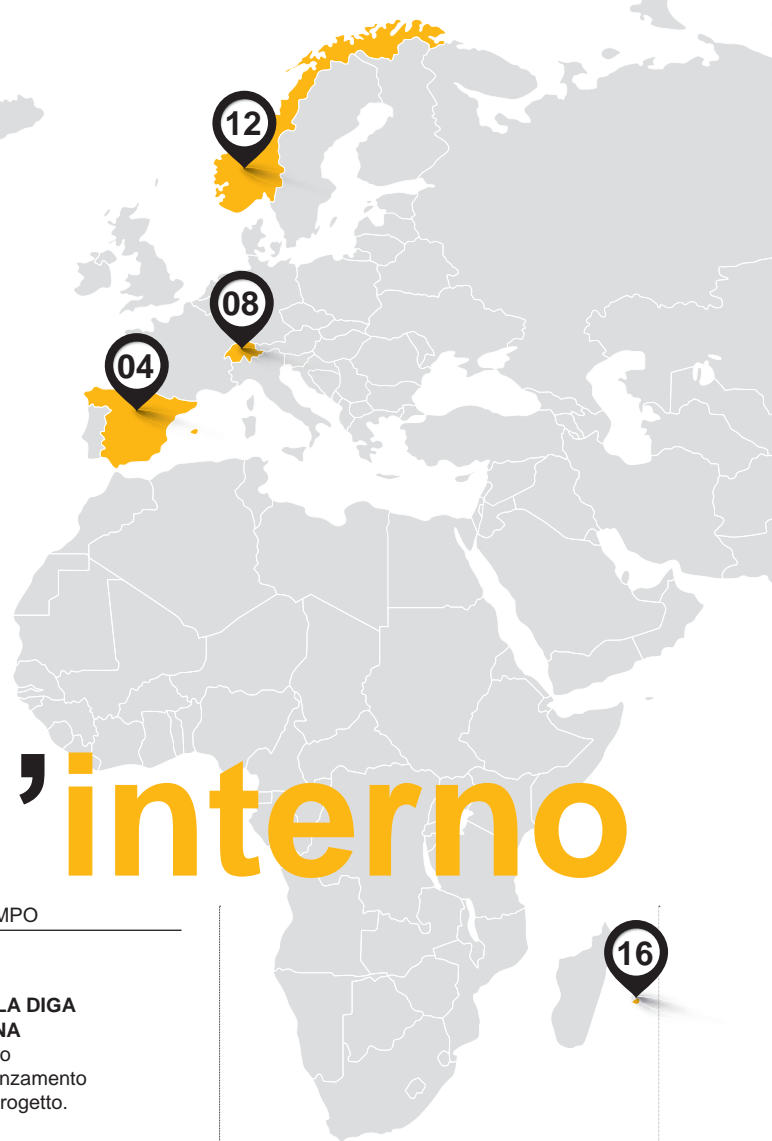 12
08
04
’interno
MPO
16
LA DIGA
NA
o
nzamento
rogetto.